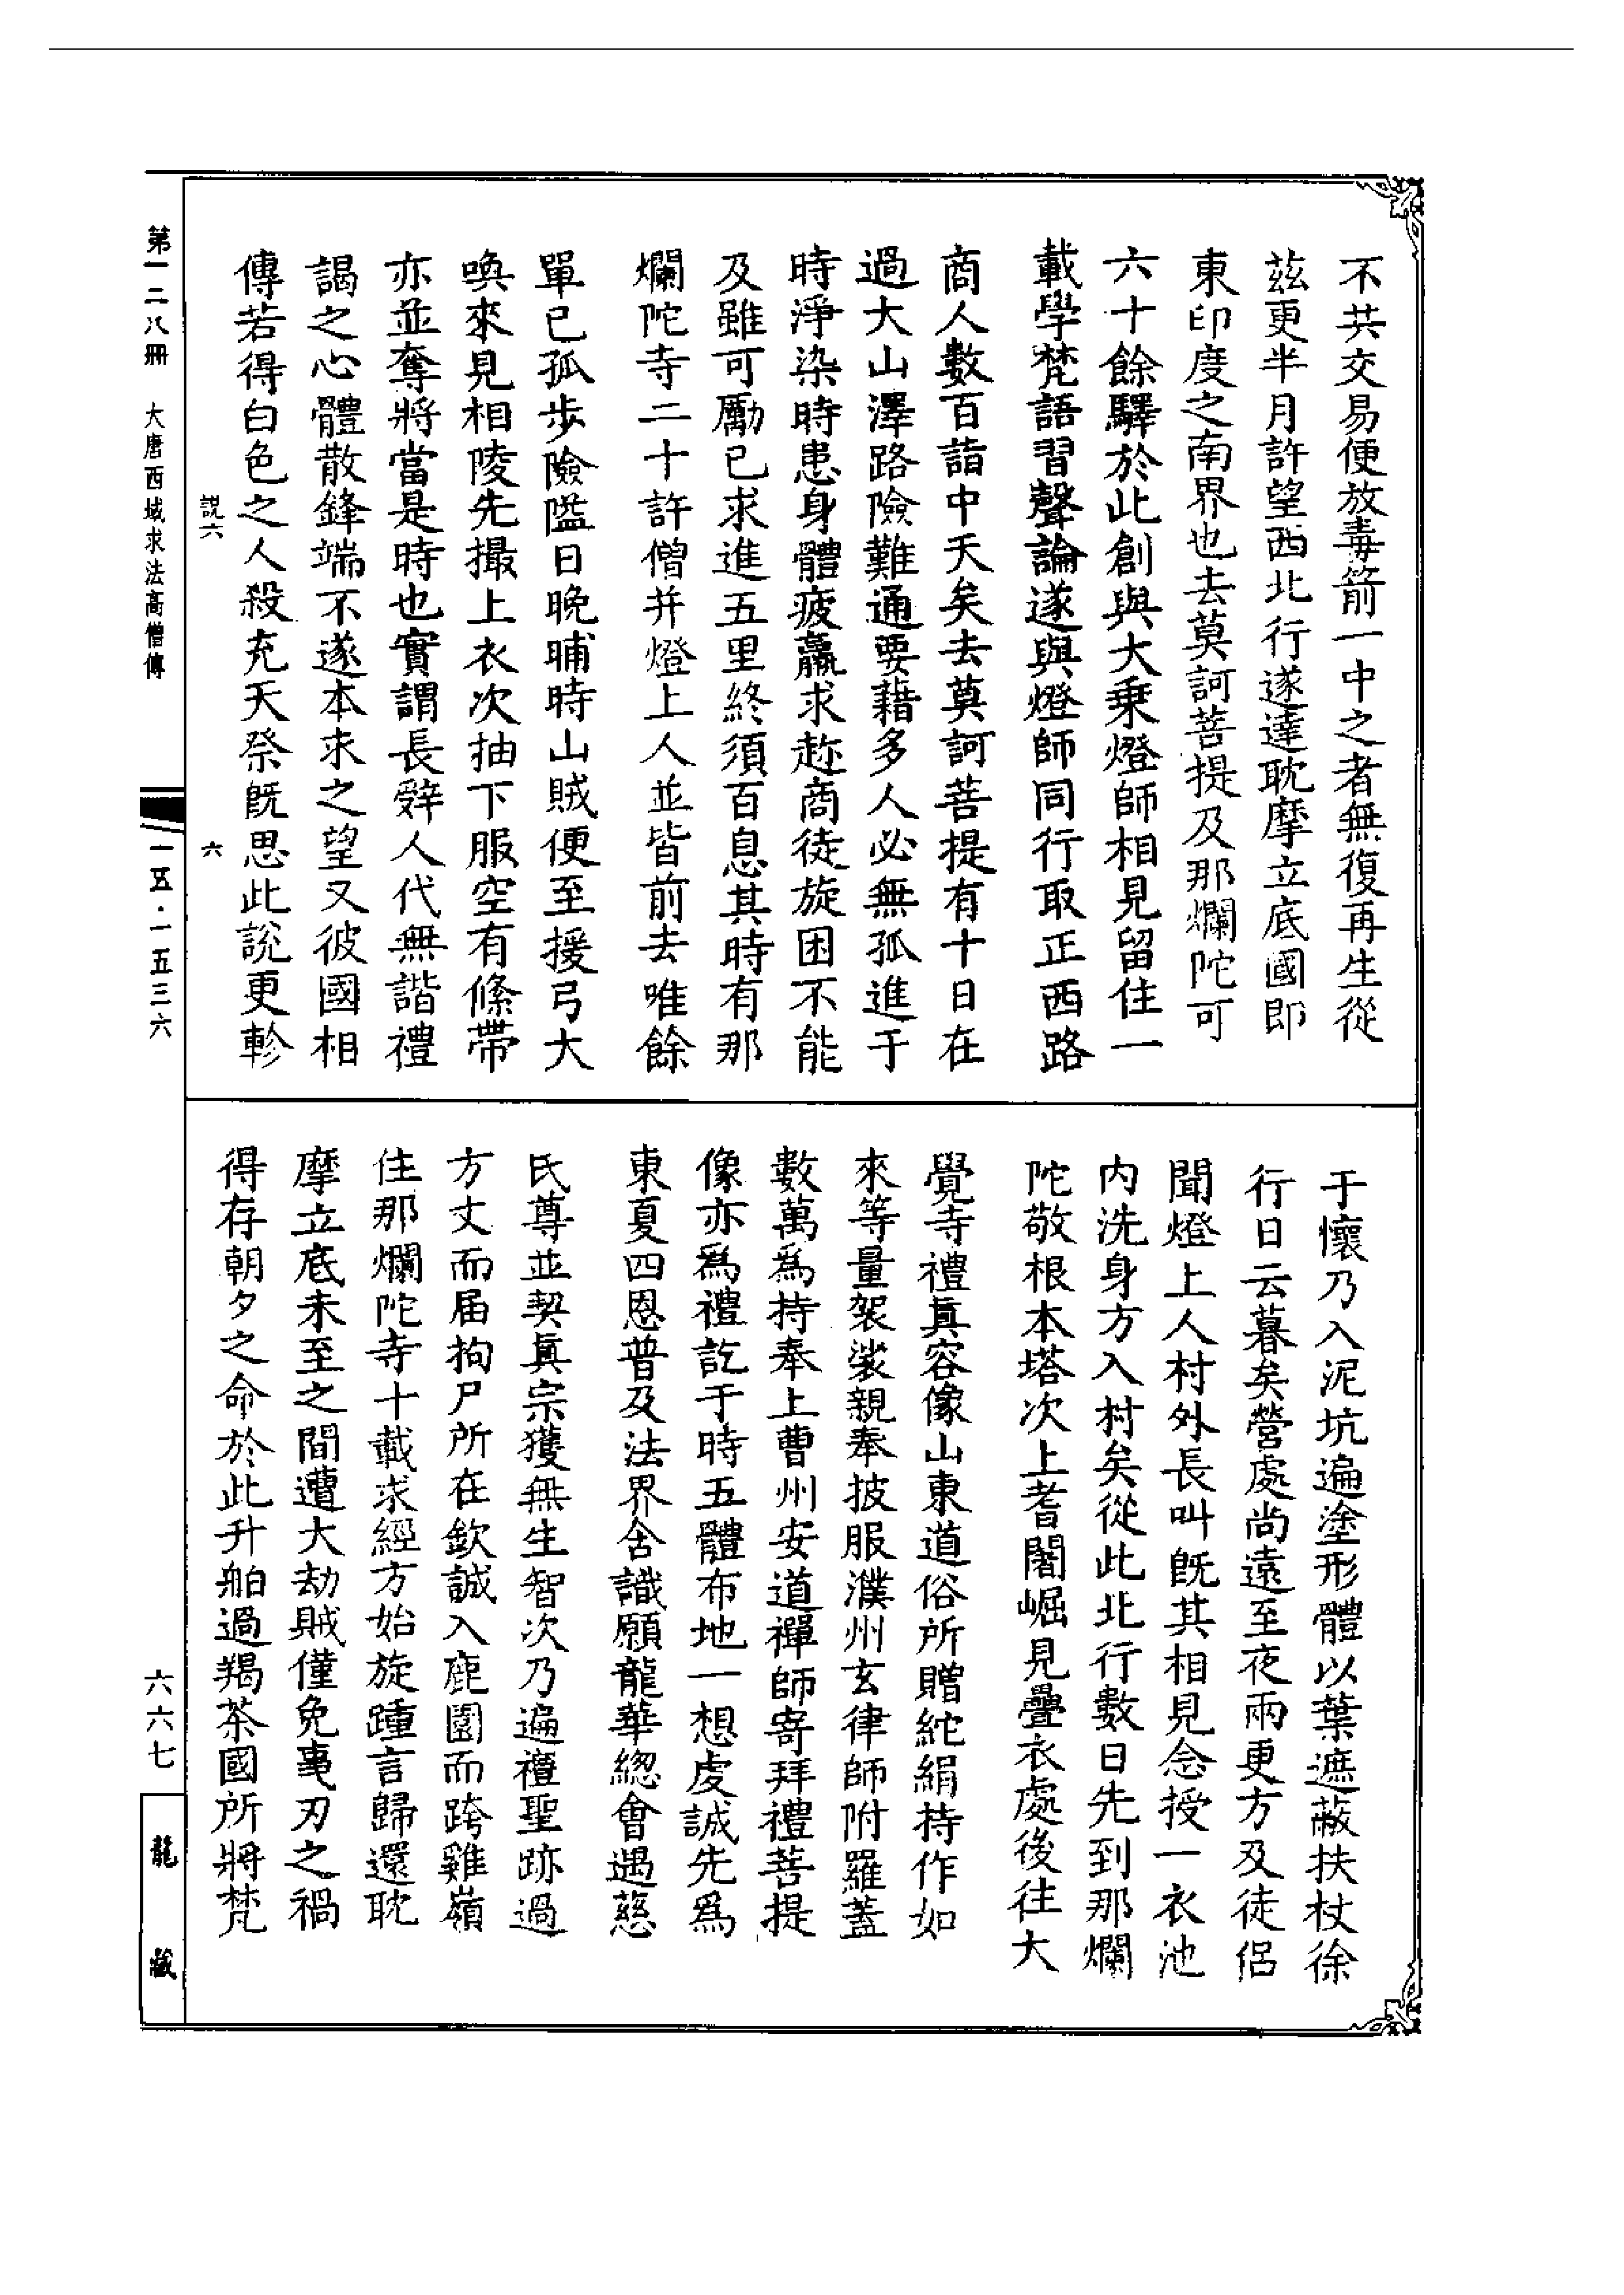 不共交易便放毒箭一中之者無復再生從
茲更半月許望西北行遂達耽摩立底國即
東印度之南界也去莫訶菩提及那爛陀可
六十餘驛於此創與大乗燈師相見留住一
載學梵語習聲論遂與燈師同行取正西路
商人數百詣中天矣去莫訶菩提有十日在
過大山澤路險難通要藉多人必無孤進于
時淨染時患身體疲羸求趂商徒旋困不能
及雖可勵已求進五里終須百息其時有那
爛陀寺二十許僧并燈上人並皆前去唯餘
單已孤步險隘日晚晡時山賊便至援弓大
喚來見相陵先撮上衣次抽下服空有絛帶
亦並奪將當是時也實謂長辝人代無諧禮
謁之心體散鋒端不遂本求之望又彼國相
傳若得白色之人殺充天祭旣思此說更軫
于懷乃入泥坑遍塗形體以葉遮蔽扶杖徐
行日云暮矣營處尚遠至夜兩更方及徒侶
聞燈上人村外長叫旣其相見念授一衣池
内洗身方入村矣從此北行數日先到那爛
陀敬根本塔次上耆闍崛見疊衣處後往大
覺寺禮真容像山東道俗所贈絁絹持作如
來等量袈裟親奉披服濮州玄律師附羅蓋
數萬爲持奉上曹州安道禪師寄拜禮菩提
像亦爲禮訖于時五體布地一想虔誠先爲
東夏四恩普及法界含識願龍華緫會遇慈
氏尊並契眞宗獲無生智次乃遍禮聖跡過
方丈而届拘尸所在欽誠入鹿園而跨雞嶺
住那爛陀寺十載求經方始旋踵言歸還耽
摩立底未至之間遭大劫賊僅免剚刃之禍
得存朝夕之命於此升舶過羯茶國所將梵
說六
六
第一二八冊 大唐西域求法高僧傳
一五·一五三六
六六七
龍藏